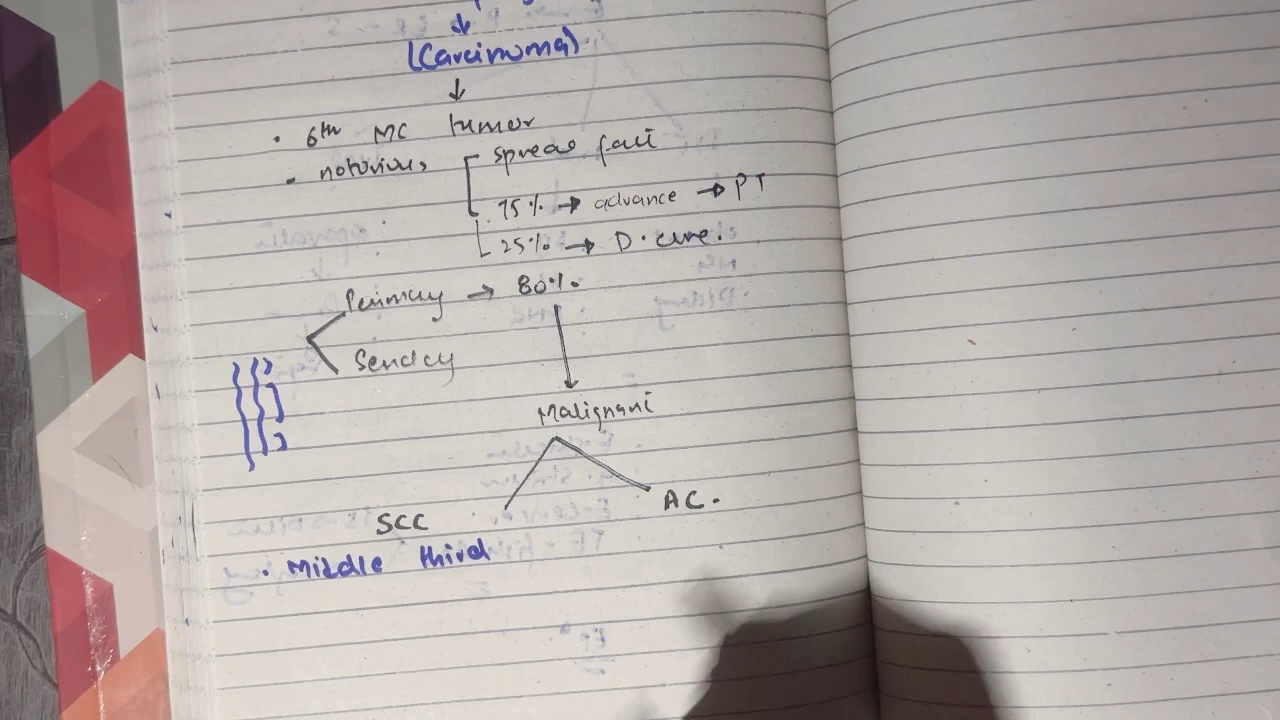 (Carcinoma)
• 6th MC tumor
• notorious spread fast
75% → advance → PT
25% → D. cure.
Primary → 80%
Sendcy
Malignant
SCC AC.
• Middle third